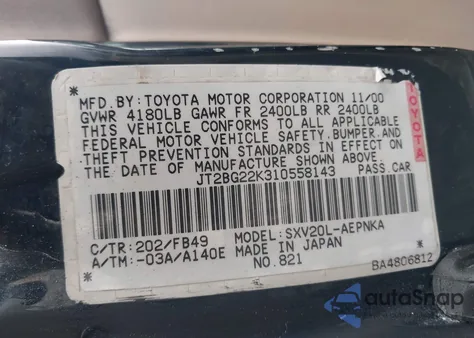 MFD.BY:TOYOTA MOTOR CORPORATION 11/00
GVWR 4180LB GAWR FR 2400LB RR 2400LB
THIS VEHICLE CONFORMS TO ALL APPLICABLE
FEDERAL MOTOR VEHICLE SAFETY,BUMPER,AND
THEFT PREVENTION STANDARDS IN EFFECT ON
THE DATE OF MANUFACTURE SHOWN ABOVE.
JT2BG22K310558143 PASS.CAR
TOYOTA
C/TR:202/FB49 MODEL:SXV20L-AEPNKA
A/TM:-03A/A140E MADE IN JAPAN
NO.821 BA4806812
autoSnap